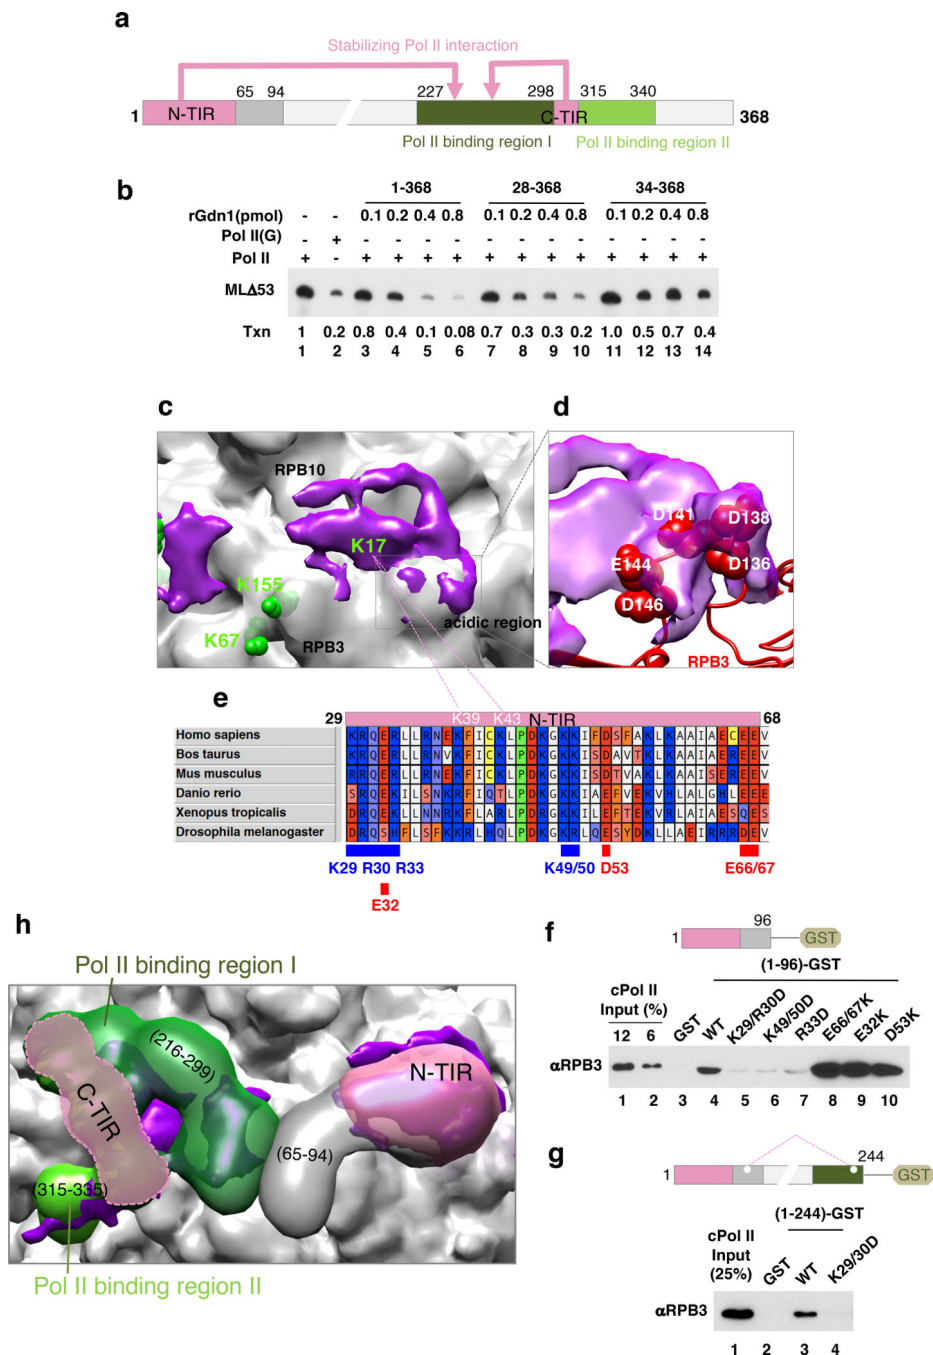 a
Stabilizing Pol II interaction
65 94 227 298 315 340
1 N-TIR C-TIR 368
Pol II binding region I Pol II binding region II
b
1-368 28-368 34-368
rGdn1(pmol) - - 0.1 0.2 0.4 0.8 0.1 0.2 0.4 0.8 0.1 0.2 0.4 0.8
Pol II(G) - + - - - - - - - - - - - -
Pol II + - + + + + + + + + + + + +
MLΔ53
Txn 1 0.2 0.8 0.4 0.1 0.08 0.7 0.3 0.3 0.2 1.0 0.5 0.7 0.4
1 2 3 4 5 6 7 8 9 10 11 12 13 14
c
RPB10
K17
K155
K67
RPB3
acidic region
d
D141
D138
E144
D136
D146
RPB3
e
29 K39 K43 N-TIR 68
Homo sapiens KRQERLLRNEKFICKLPDKGKKIFDSFAKLKAAIAECEEV
Bos taurus KRQERLLRNVKFICKLPDKGKKISDAVTKLKAAIAEREEV
Mus musculus RRQERLLRNEKFICKLPDKGKKISDTVAKLKAAISEREEV
Danio rerio SRQEKILSNKRFIQTLPDKGKKIAEFVEKVHLALGHLEEE
Xenopus tropicalis DRQEKLLNNRKFLARLPDKGKKILEFTEKVRLAIAESQES
Drosophila melanogaster DRQSHFLSFKKRLHQLPDKGKRLQESYDKLLAEIRRRDEV
K29 R30 R33 K49/50 D53 E66/67
E32
f
96
1 GST
(1-96)-GST
cPol II
Input (%)
12 6 GST WT K29/R30D K49/50D R33D E66/67K E32K D53K
αRPB3
1 2 3 4 5 6 7 8 9 10
g
244
1 GST
(1-244)-GST
cPol II
Input
(25%) GST WT K29/30D
αRPB3
1 2 3 4
h
Pol II binding region I
(216-299)
N-TIR
C-TIR
(65-94)
(315-335)
Pol II binding region II